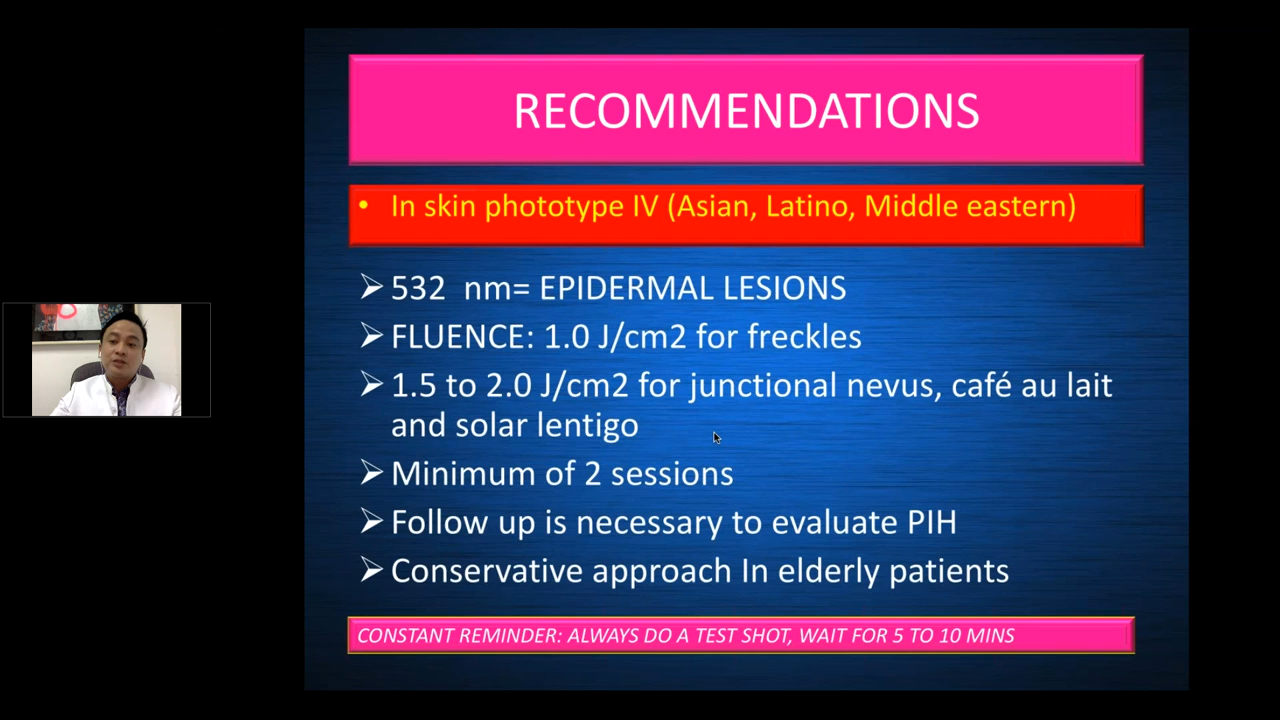 RECOMMENDATIONS
• In skin phototype IV (Asian, Latino, Middle eastern)
➢ 532 nm= EPIDERMAL LESIONS
➢ FLUENCE: 1.0 J/cm2 for freckles
➢ 1.5 to 2.0 J/cm2 for junctional nevus, café au lait
and solar lentigo
➢ Minimum of 2 sessions
➢ Follow up is necessary to evaluate PIH
➢ Conservative approach In elderly patients
CONSTANT REMINDER: ALWAYS DO A TEST SHOT, WAIT FOR 5 TO 10 MINS